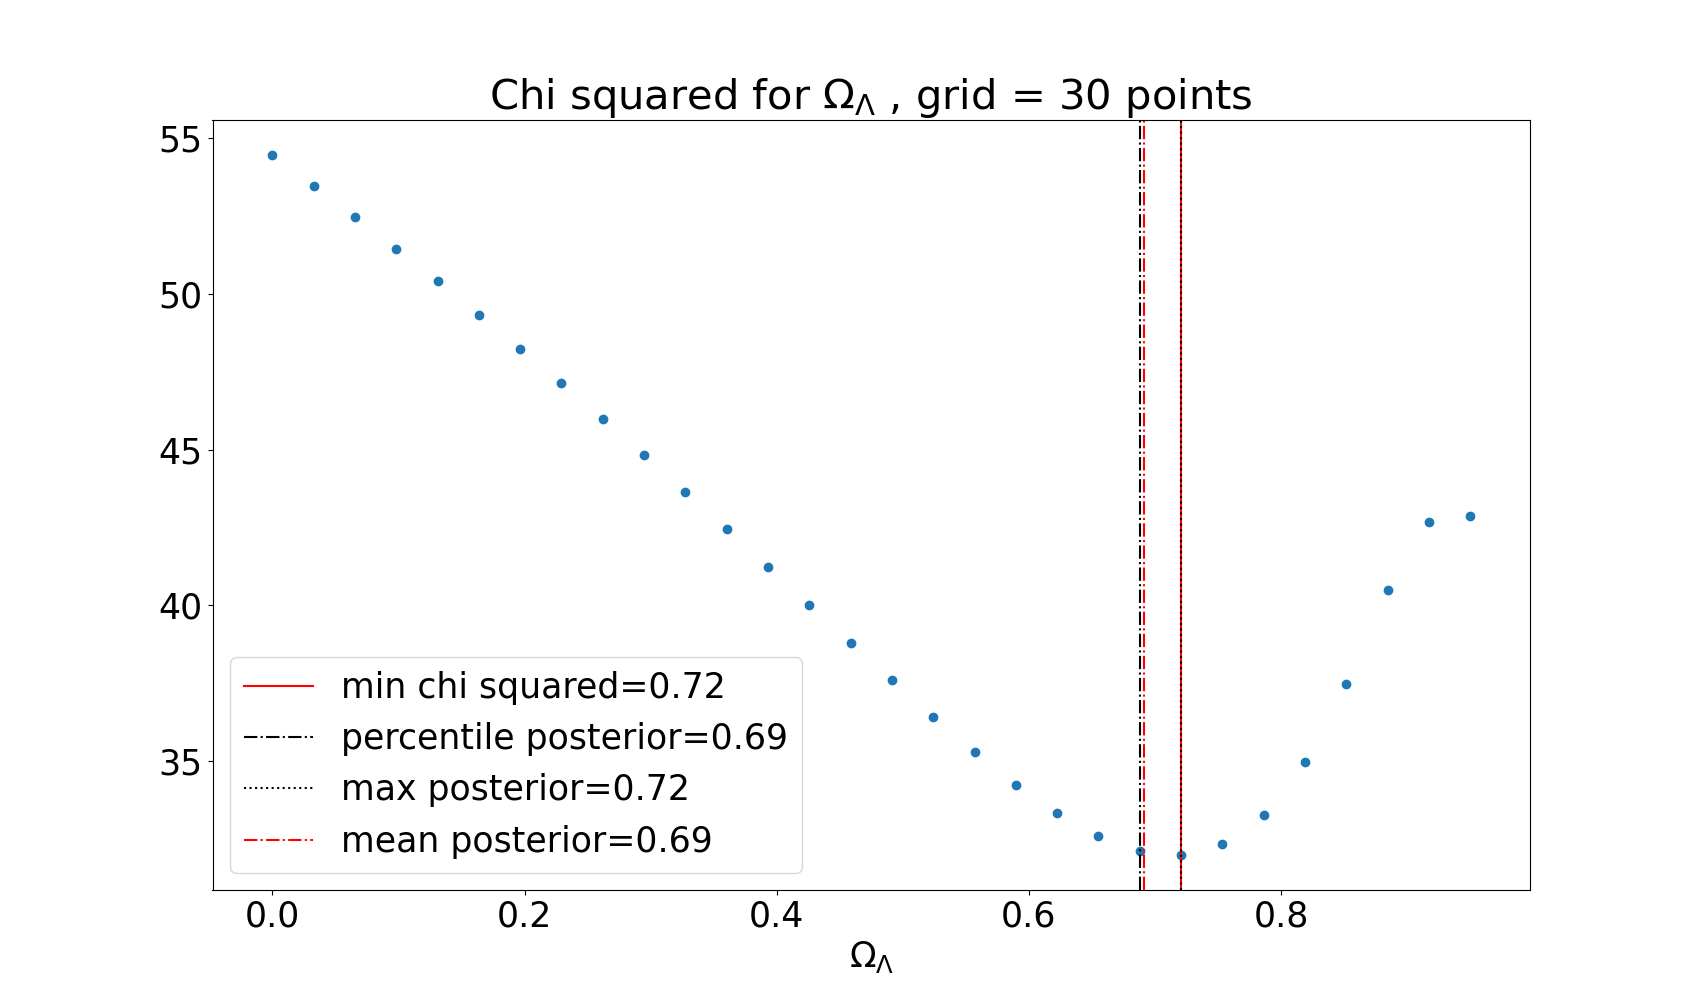 Chi squared for Ω_Λ , grid = 30 points
55
50
45
40
35
min chi squared=0.72
percentile posterior=0.69
max posterior=0.72
mean posterior=0.69
0.0 0.2 0.4 0.6 0.8
Ω_Λ